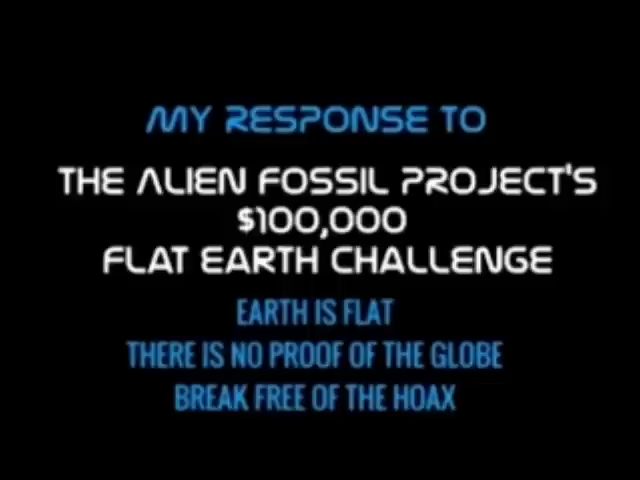 MY RESPONSE TO
THE ALIEN FOSSIL PROJECT'S
$100,000
FLAT EARTH CHALLENGE
EARTH IS FLAT
THERE IS NO PROOF OF THE GLOBE
BREAK FREE OF THE HOAX